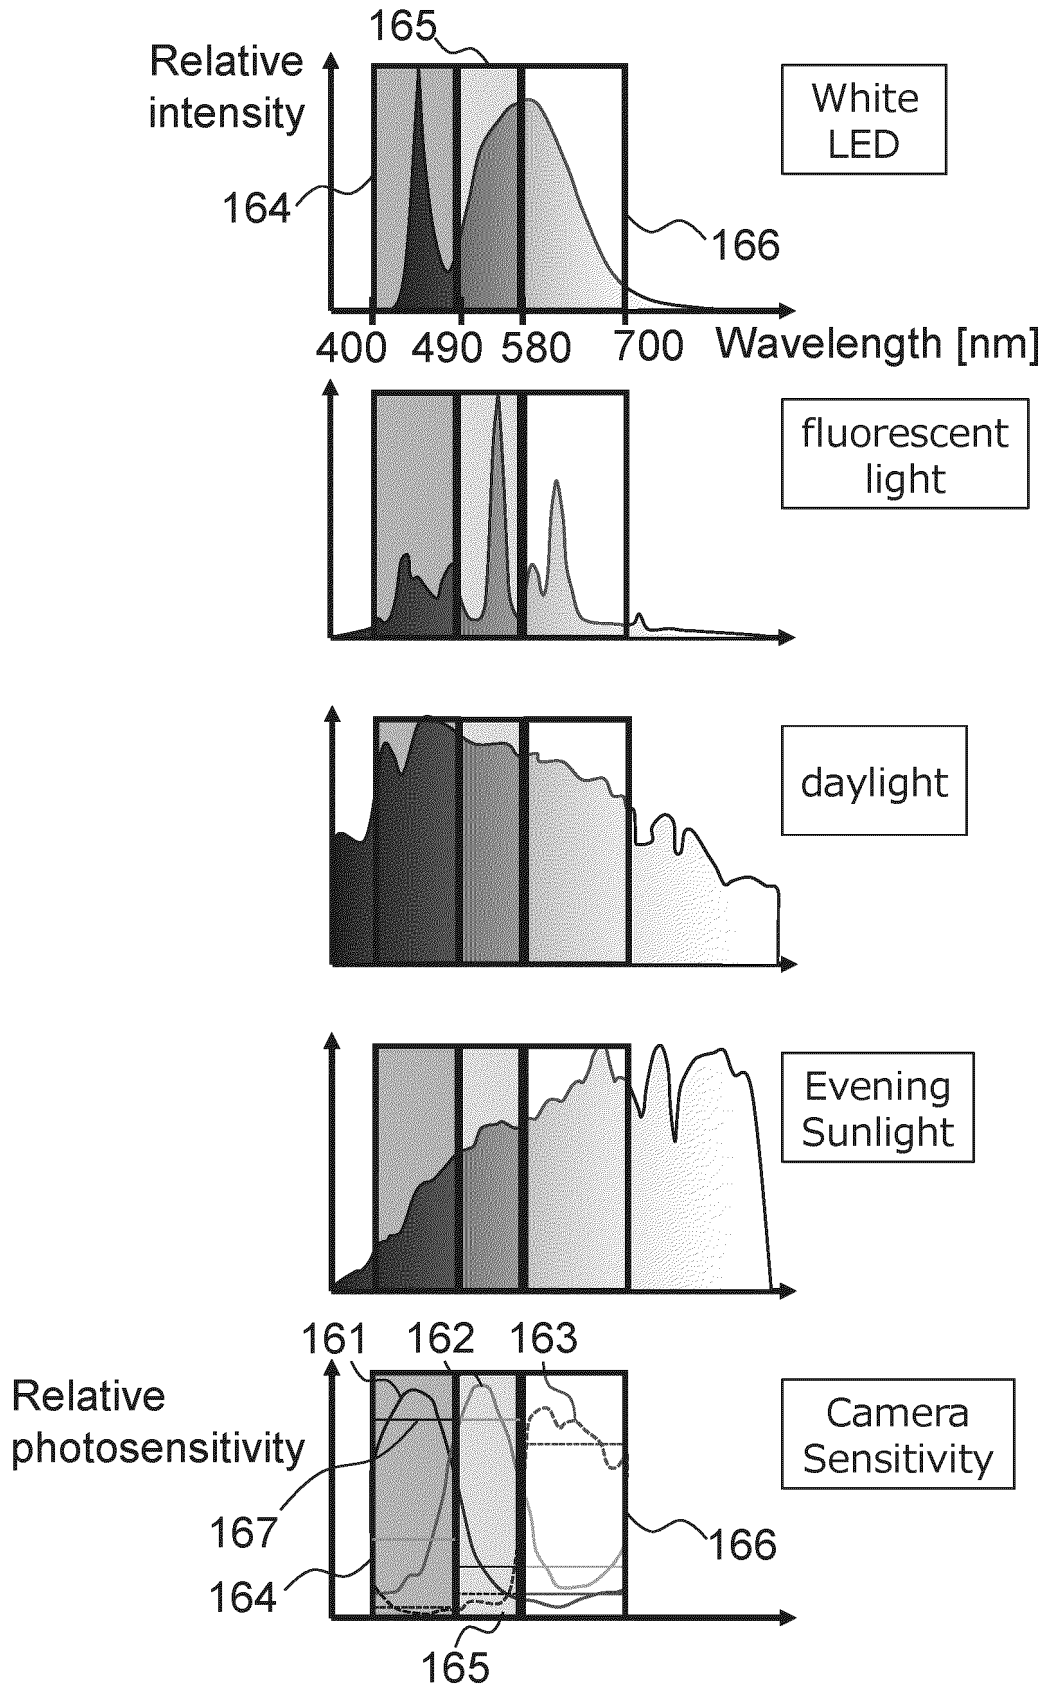 165
Relative
intensity
White
LED
164
166
400 490 580 700 Wavelength [nm]
fluorescent
light
daylight
Evening
Sunlight
161 162 163
Relative
photosensitivity
Camera
Sensitivity
167
166
164
165